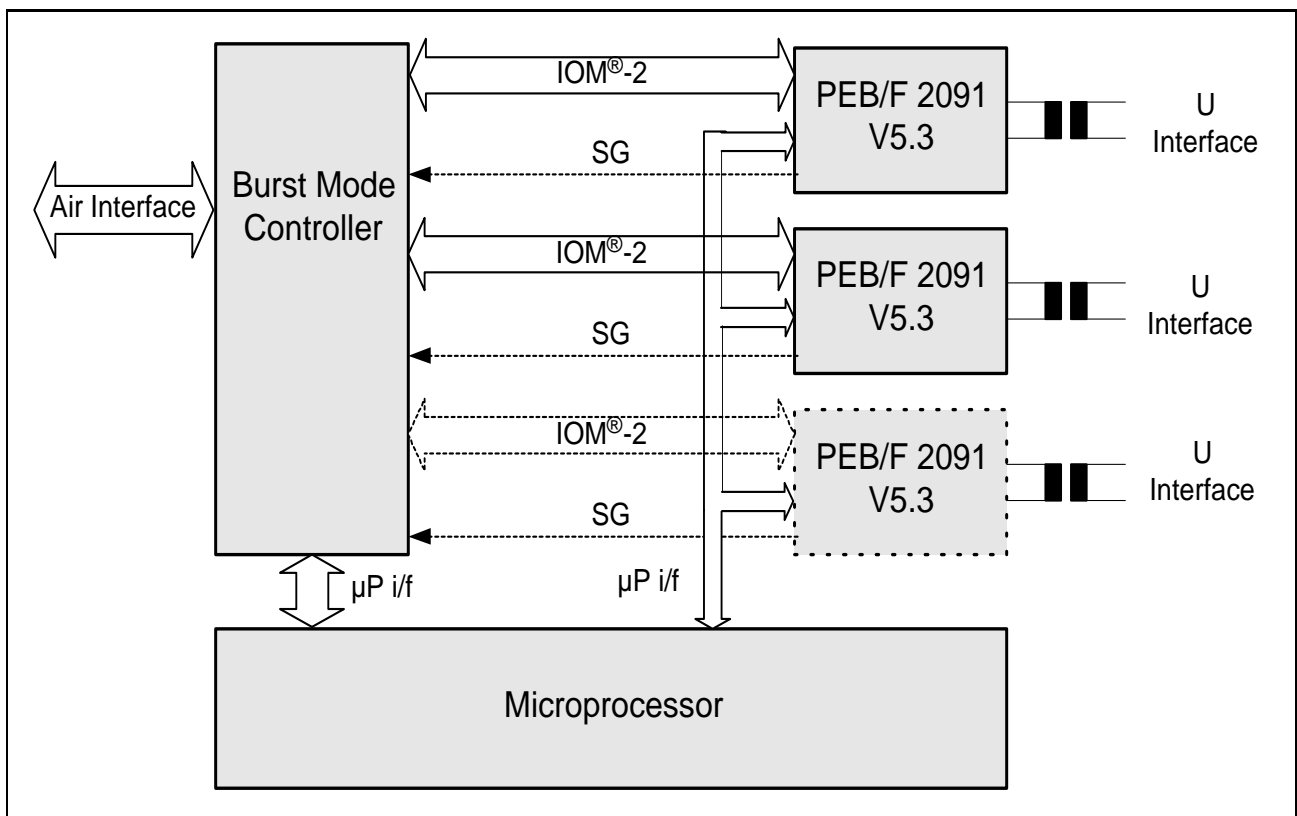 IOM®-2
PEB/F 2091
V5.3
U
Interface
SG
Air Interface
Burst Mode
Controller
IOM®-2
PEB/F 2091
V5.3
U
Interface
SG
IOM®-2
PEB/F 2091
V5.3
U
Interface
SG
µP i/f
µP i/f
Microprocessor